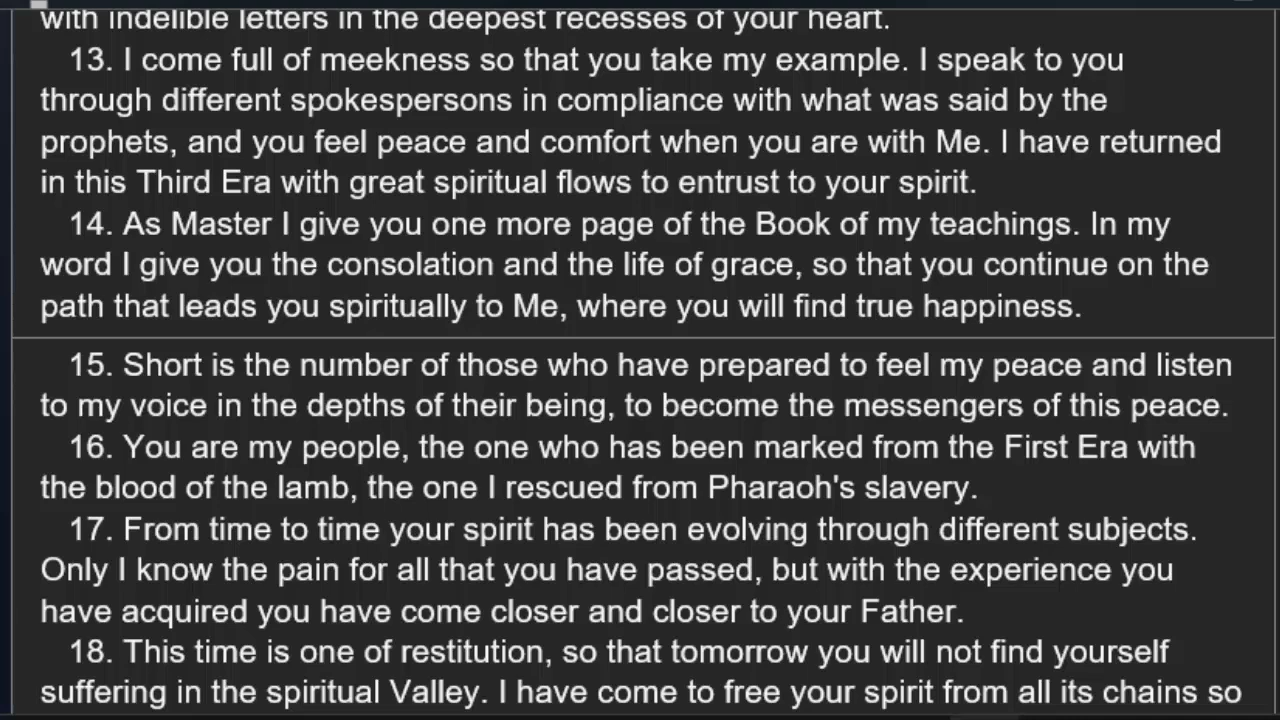 with indelible letters in the deepest recesses of your heart.
13. I come full of meekness so that you take my example. I speak to you
through different spokespersons in compliance with what was said by the
prophets, and you feel peace and comfort when you are with Me. I have returned
in this Third Era with great spiritual flows to entrust to your spirit.
14. As Master I give you one more page of the Book of my teachings. In my
word I give you the consolation and the life of grace, so that you continue on the
path that leads you spiritually to Me, where you will find true happiness.
15. Short is the number of those who have prepared to feel my peace and listen
to my voice in the depths of their being, to become the messengers of this peace.
16. You are my people, the one who has been marked from the First Era with
the blood of the lamb, the one I rescued from Pharaoh's slavery.
17. From time to time your spirit has been evolving through different subjects.
Only I know the pain for all that you have passed, but with the experience you
have acquired you have come closer and closer to your Father.
18. This time is one of restitution, so that tomorrow you will not find yourself
suffering in the spiritual Valley. I have come to free your spirit from all its chains so